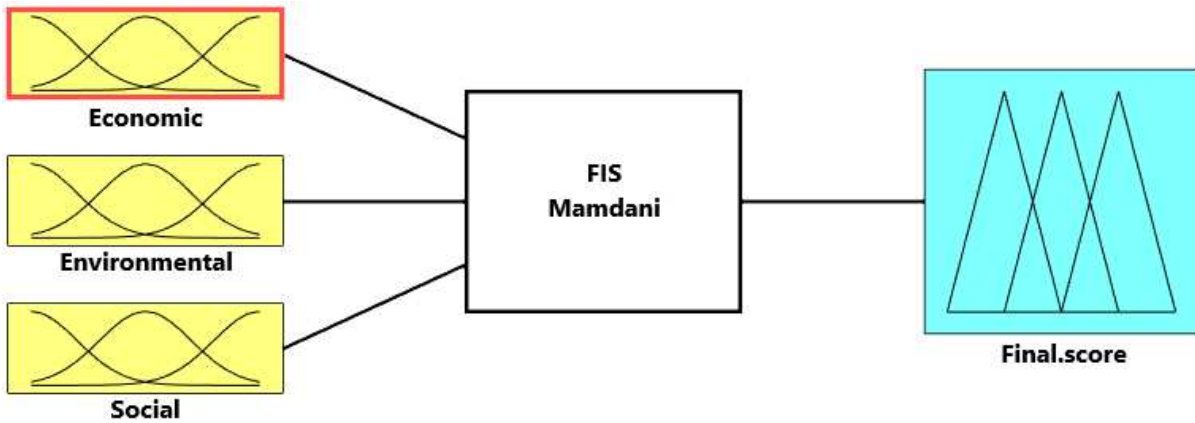 Economic
Environmental
Social
FIS
Mamdani
Final.score